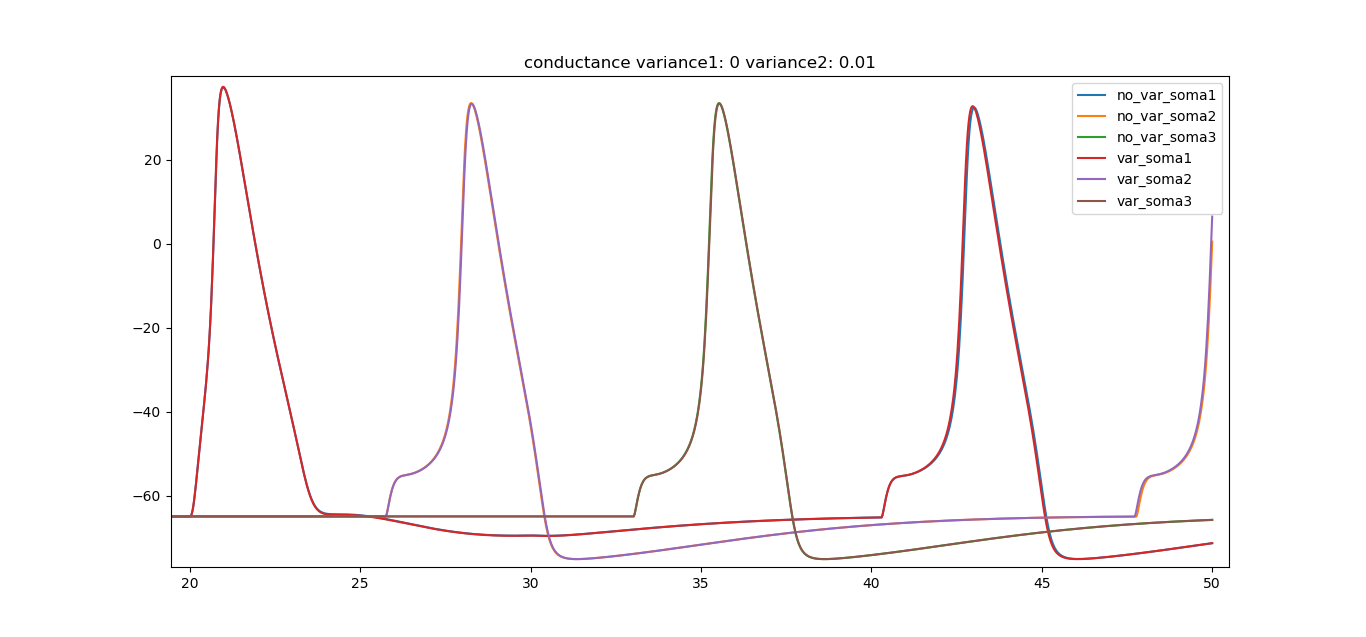 conductance variance1: 0 variance2: 0.01
no_var_soma1
no_var_soma2
no_var_soma3
var_soma1
var_soma2
var_soma3
20
0
−20
−40
−60
20
25
30
35
40
45
50